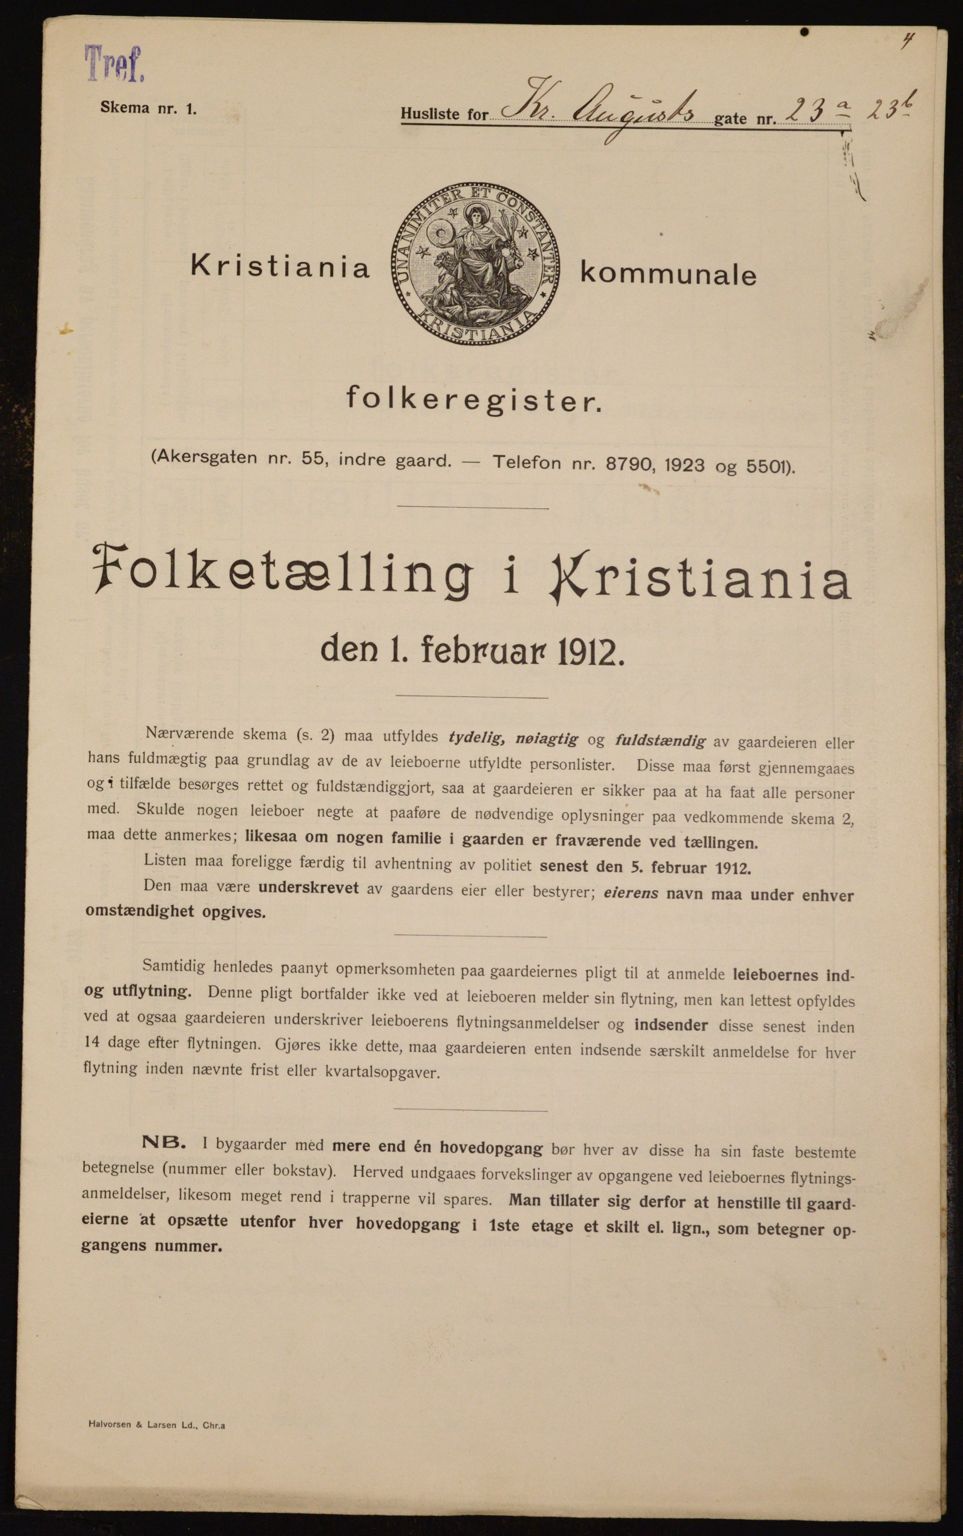 4
Tref.
Skema nr. 1.
Husliste for Kr. Augusts gate nr. 23 a 23 b
UNANIMITER ET CONSTANTER
KRISTIANIA
Kristiania kommunale
folkeregister.
(Akersgaten nr. 55, indre gaard. — Telefon nr. 8790, 1923 og 5501).
Folketælling i Kristiania
den 1. februar 1912.
Nærværende skema (s. 2) maa utfyldes tydelig, nøiagtig og fuldstændig av gaardeieren eller
hans fuldmægtig paa grundlag av de av leieboerne utfyldte personlister. Disse maa først gjennemgaaes
og i tilfælde besørges rettet og fuldstændiggjort, saa at gaardeieren er sikker paa at ha faat alle personer
med. Skulde nogen leieboer negte at paaføre de nødvendige oplysninger paa vedkommende skema 2,
maa dette anmerkes; likesaa om nogen familie i gaarden er fraværende ved tællingen.
Listen maa foreligge færdig til avhentning av politiet senest den 5. februar 1912.
Den maa være underskrevet av gaardens eier eller bestyrer; eierens navn maa under enhver
omstændighet opgives.
Samtidig henledes paanyt opmerksomheten paa gaardeiernes pligt til at anmelde leieboernes ind-
og utflytning. Denne pligt bortfalder ikke ved at leieboeren melder sin flytning, men kan lettest opfyldes
ved at ogsaa gaardeieren underskriver leieboerens flytningsanmeldelser og indsender disse senest inden
14 dage efter flytningen. Gjøres ikke dette, maa gaardeieren enten indsende særskilt anmeldelse for hver
flytning inden nævnte frist eller kvartalsopgaver.
NB. I bygaarder med mere end én hovedopgang bør hver av disse ha sin faste bestemte
betegnelse (nummer eller bokstav). Herved undgaaes forvekslinger av opgangene ved leieboernes flytnings-
anmeldelser, likesom meget rend i trapperne vil spares. Man tillater sig derfor at henstille til gaard-
eierne at opsætte utenfor hver hovedopgang i 1ste etage et skilt el. lign., som betegner op-
gangens nummer.
Halvorsen & Larsen Ld., Chr.a